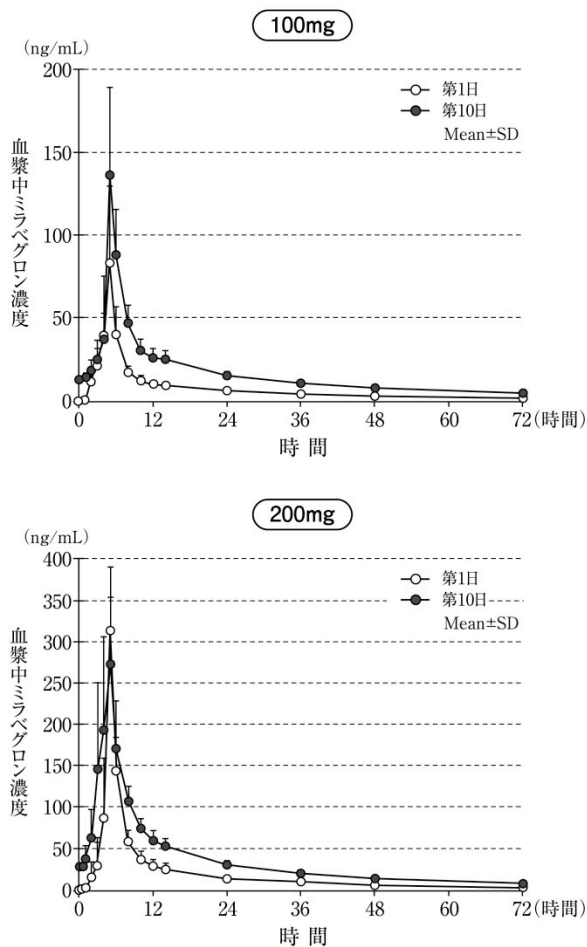 100mg
(ng/mL)
200
150
100
50
0
血漿中ミラベグロン濃度
第1日
第10日
Mean±SD
0 12 24 36 48 60 72(時間)
時間
200mg
(ng/mL)
400
350
300
250
200
150
100
50
0
血漿中ミラベグロン濃度
第1日
第10日
Mean±SD
0 12 24 36 48 60 72(時間)
時間